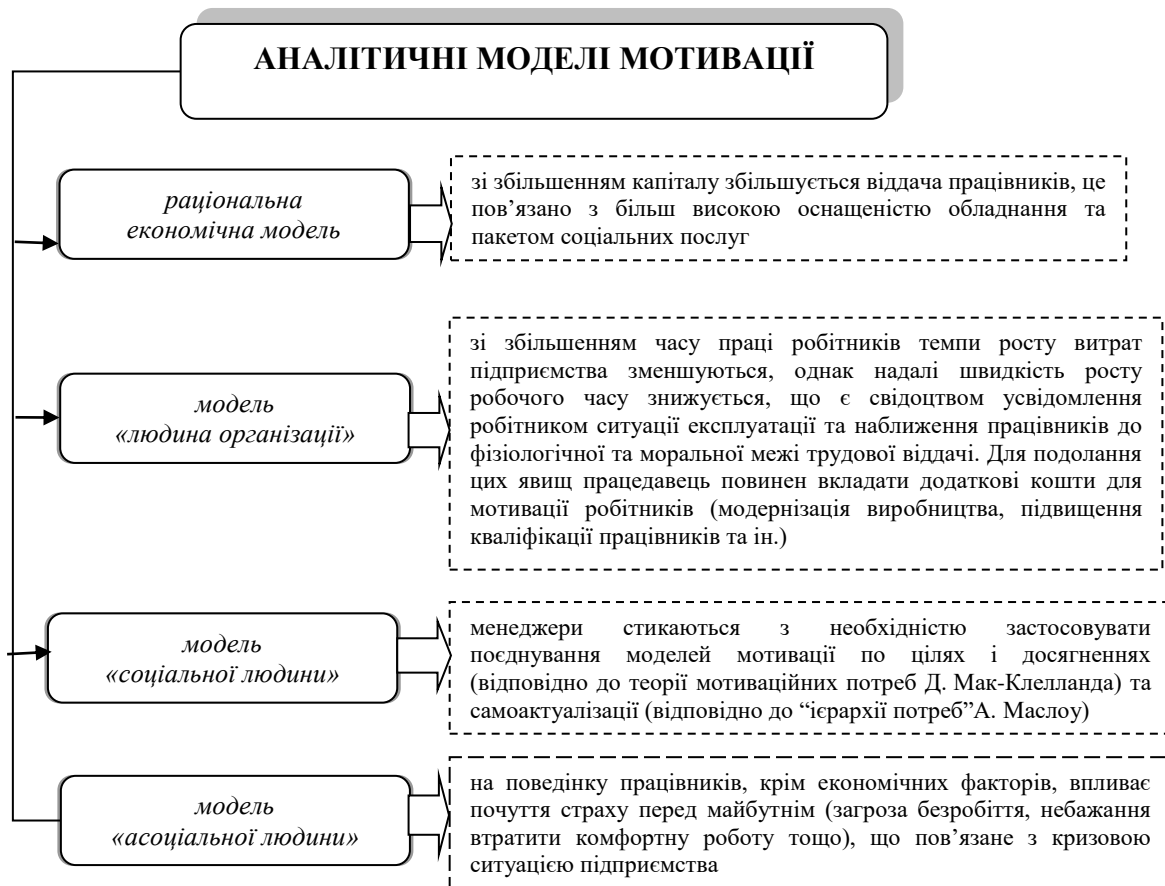 АНАЛІТИЧНІ МОДЕЛІ МОТИВАЦІЇ
раціональна
економічна модель
зі збільшенням капіталу збільшується віддача працівників, це
пов’язано з більш високою оснащеністю обладнання та
пакетом соціальних послуг
модель
«людина організації»
зі збільшенням часу праці робітників темпи росту витрат
підприємства зменшуються, однак надалі швидкість росту
робочого часу знижується, що є свідоцтвом усвідомлення
робітником ситуації експлуатації та наближення працівників до
фізіологічної та моральної межі трудової віддачі. Для подолання
цих явищ працедавець повинен вкладати додаткові кошти для
мотивації робітників (модернізація виробництва, підвищення
кваліфікації працівників та ін.)
модель
«соціальної людини»
менеджери стикаються з необхідністю застосовувати
поєднування моделей мотивації по цілях і досягненнях
(відповідно до теорії мотиваційних потреб Д. Мак-Клелланда) та
самоактуалізації (відповідно до “ієрархії потреб”А. Маслоу)
модель
«асоціальної людини»
на поведінку працівників, крім економічних факторів, впливає
почуття страху перед майбутнім (загроза безробіття, небажання
втратити комфортну роботу тощо), що пов’язане з кризовою
ситуацією підприємства